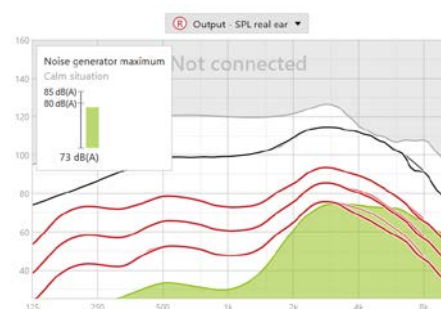 R Output - SPL real ear
160
Noise generator maximum
Not connected
Calm situation
140
85 dB(A)
80 dB(A)
120
100
73 dB(A)
80
60
40
125 250 500 1k 2k 4k 8k